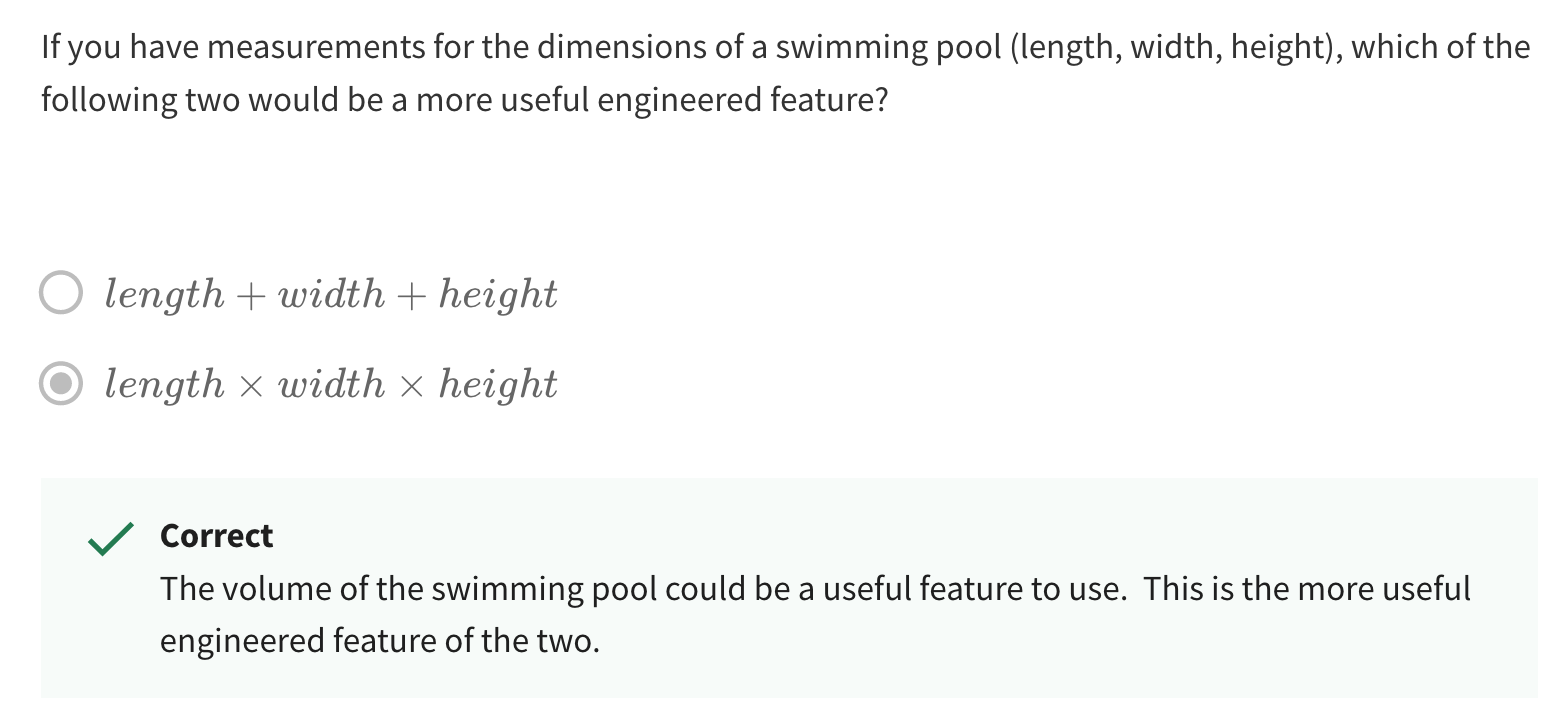 If you have measurements for the dimensions of a swimming pool (length, width, height), which of the
following two would be a more useful engineered feature?
length + width + height
length × width × height
Correct
The volume of the swimming pool could be a useful feature to use.  This is the more useful
engineered feature of the two.